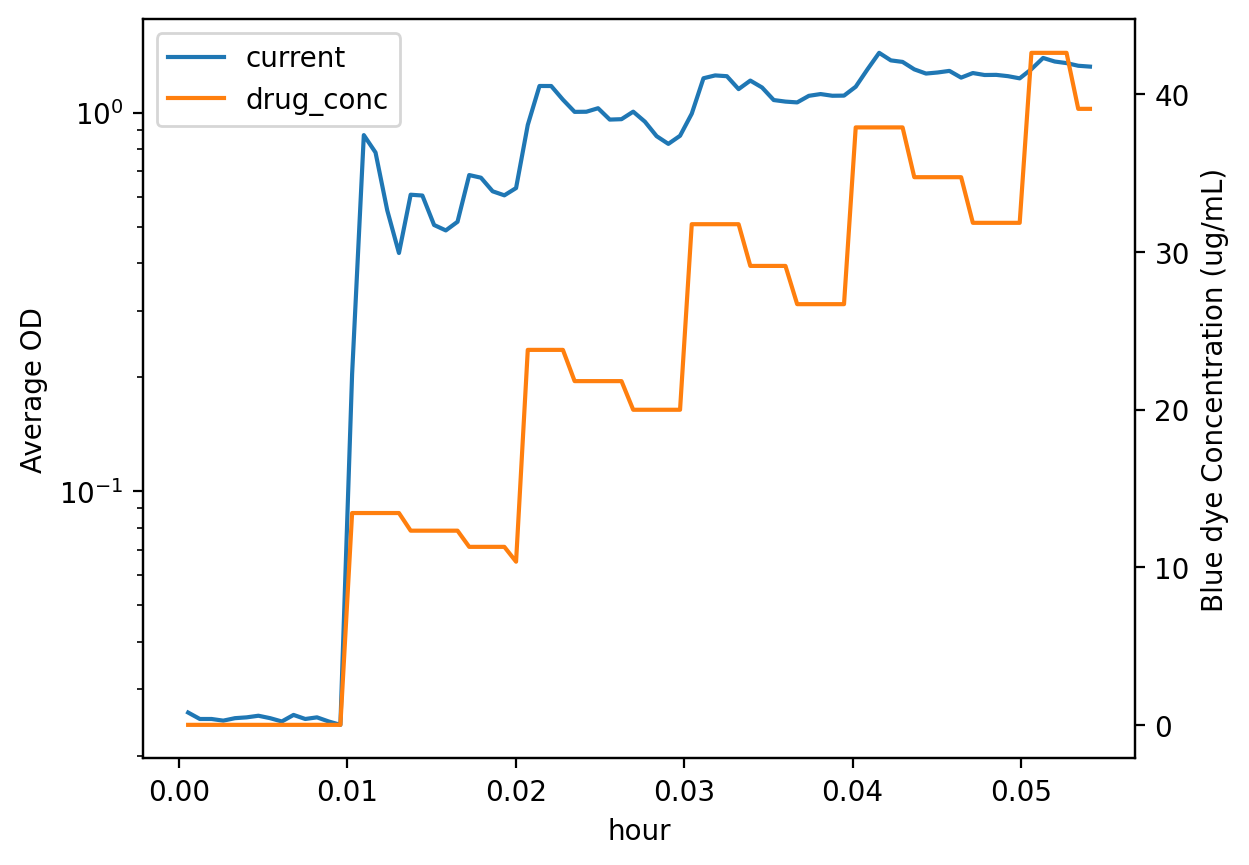 current
drug_conc
10⁰
10⁻¹
Average OD
40
30
20
10
0
Blue dye Concentration (ug/mL)
0.00 0.01 0.02 0.03 0.04 0.05
hour